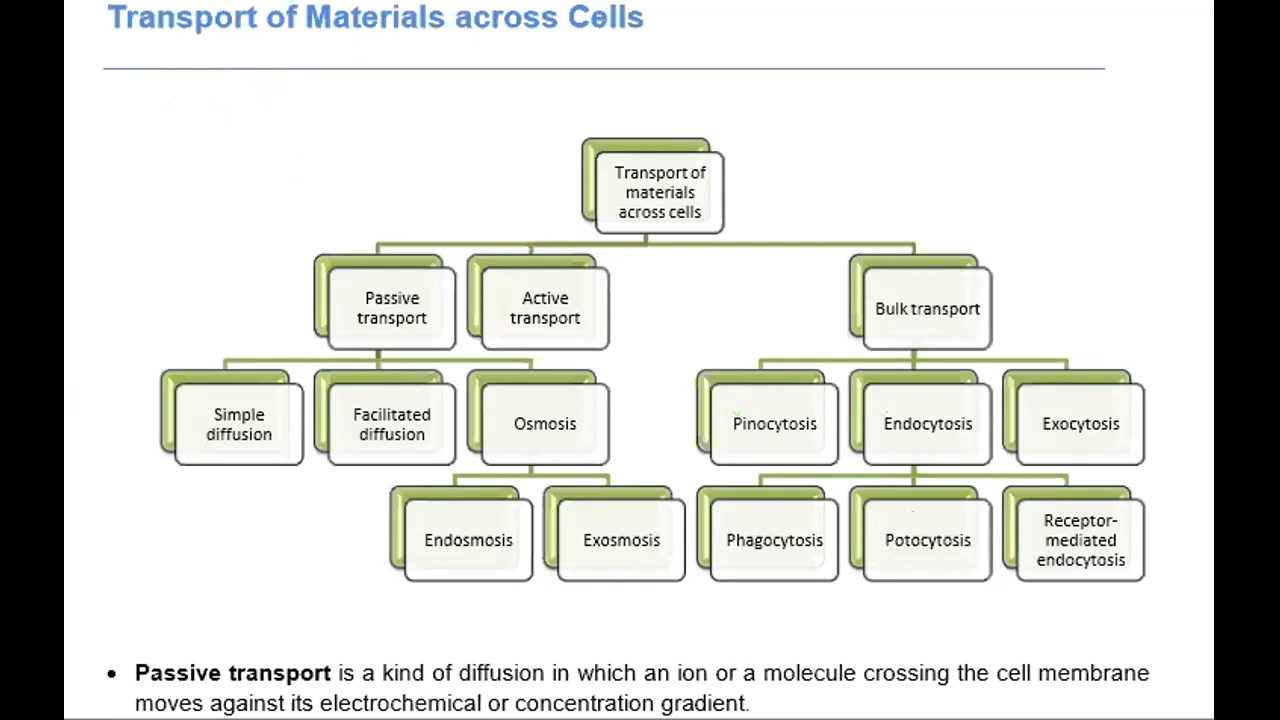 Transport of Materials across Cells
Transport of
materials
across cells
Passive
transport
Active
transport
Bulk transport
Simple
diffusion
Facilitated
diffusion
Osmosis
Pinocytosis
Endocytosis
Exocytosis
Endosmosis
Exosmosis
Phagocytosis
Potocytosis
Receptor-
mediated
endocytosis
• Passive transport is a kind of diffusion in which an ion or a molecule crossing the cell membrane
moves against its electrochemical or concentration gradient.